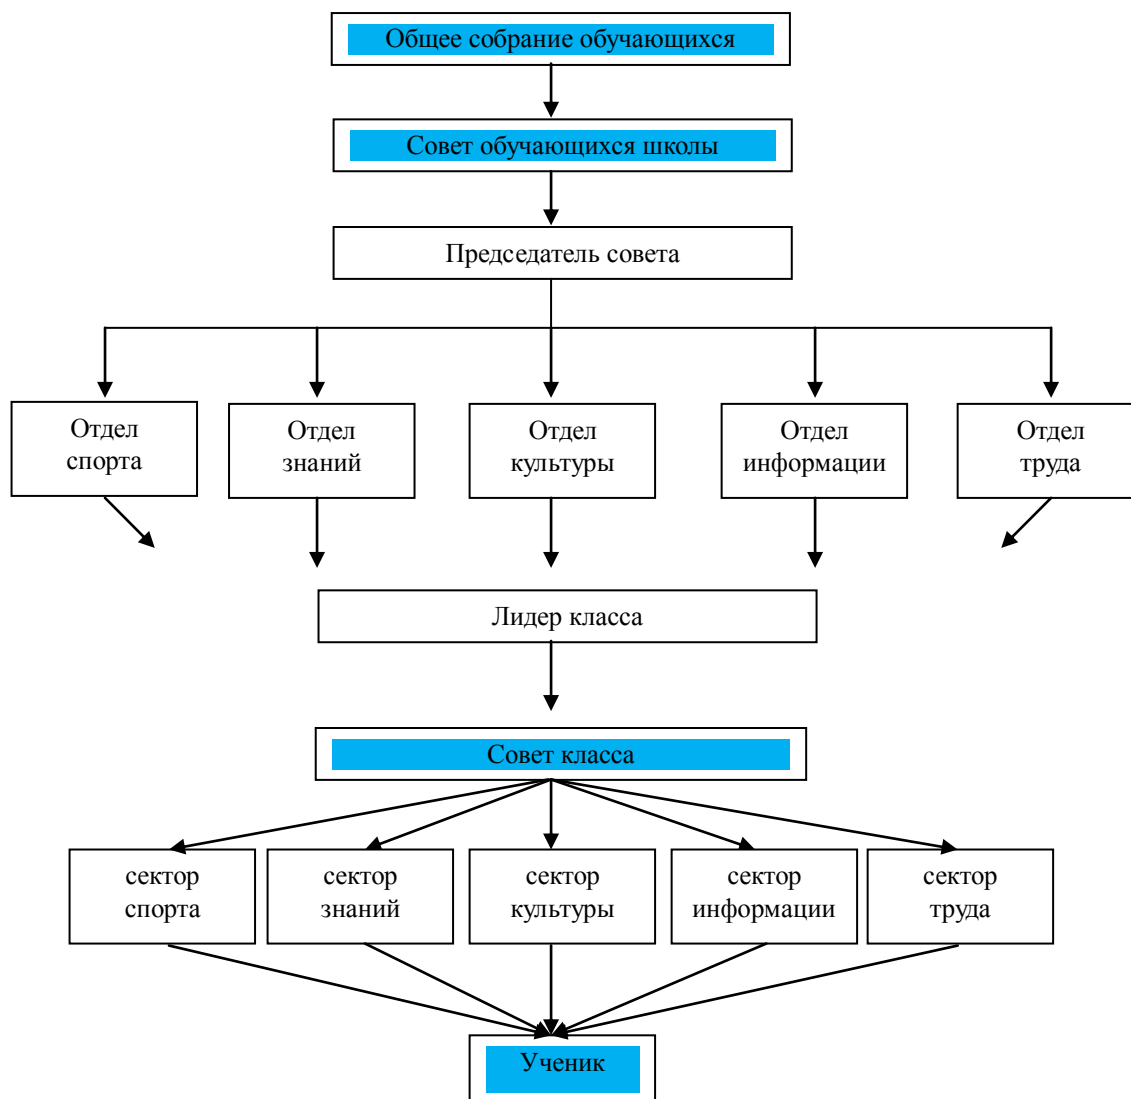 Общее собрание обучающихся
Совет обучающихся школы
Председатель совета
Отдел
спорта
Отдел
знаний
Отдел
культуры
Отдел
информации
Отдел
труда
Лидер класса
Совет класса
сектор
спорта
сектор
знаний
сектор
культуры
сектор
информации
сектор
труда
Ученик